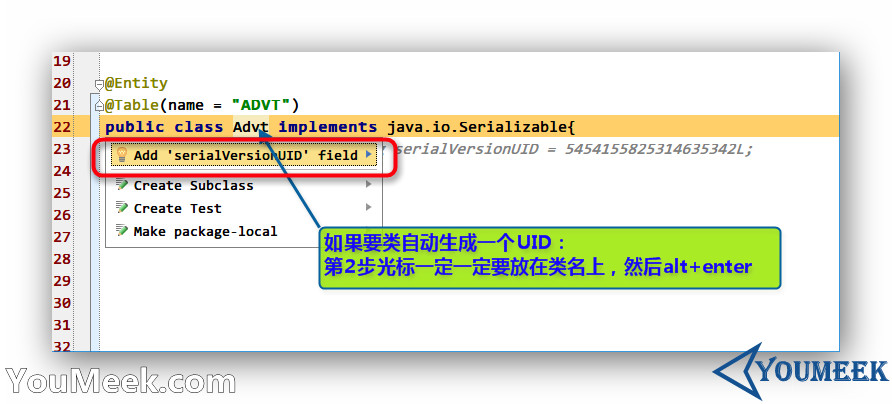 19
20 @Entity
21 @Table(name = "ADVT")
22 public class Advt implements java.io.Serializable{
23 serialVersionUID = 5454155825314635342L;
Add 'serialVersionUID' field
24
25 Create Subclass
26 Create Test
27 Make package-local
如果要类自动生成一个UID：
28 第2步光标一定一定要放在类名上，然后alt+enter
29
30
31
32
YouMeek.com
YOUMEEK